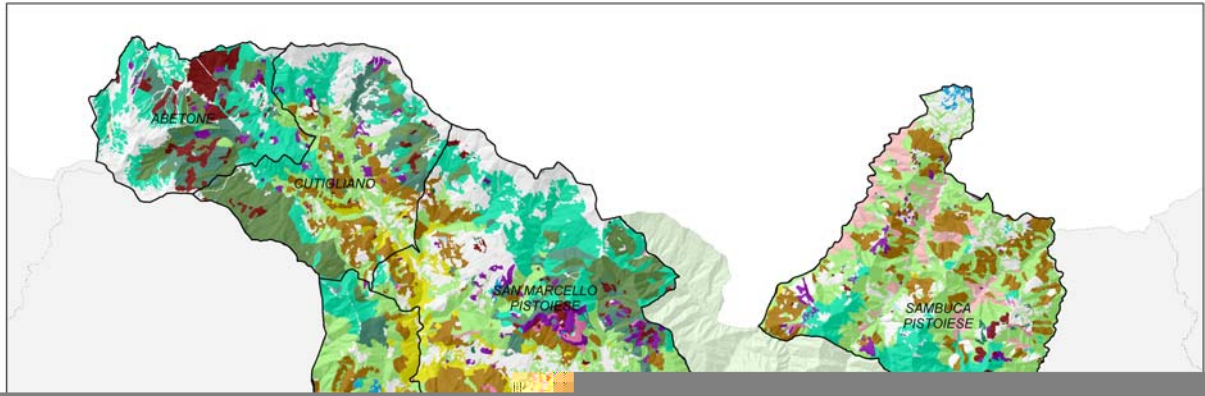 ABETONE
CUTIGLIANO
SAN MARCELLO
PISTOIESE
SAMBUCA
PISTOIESE